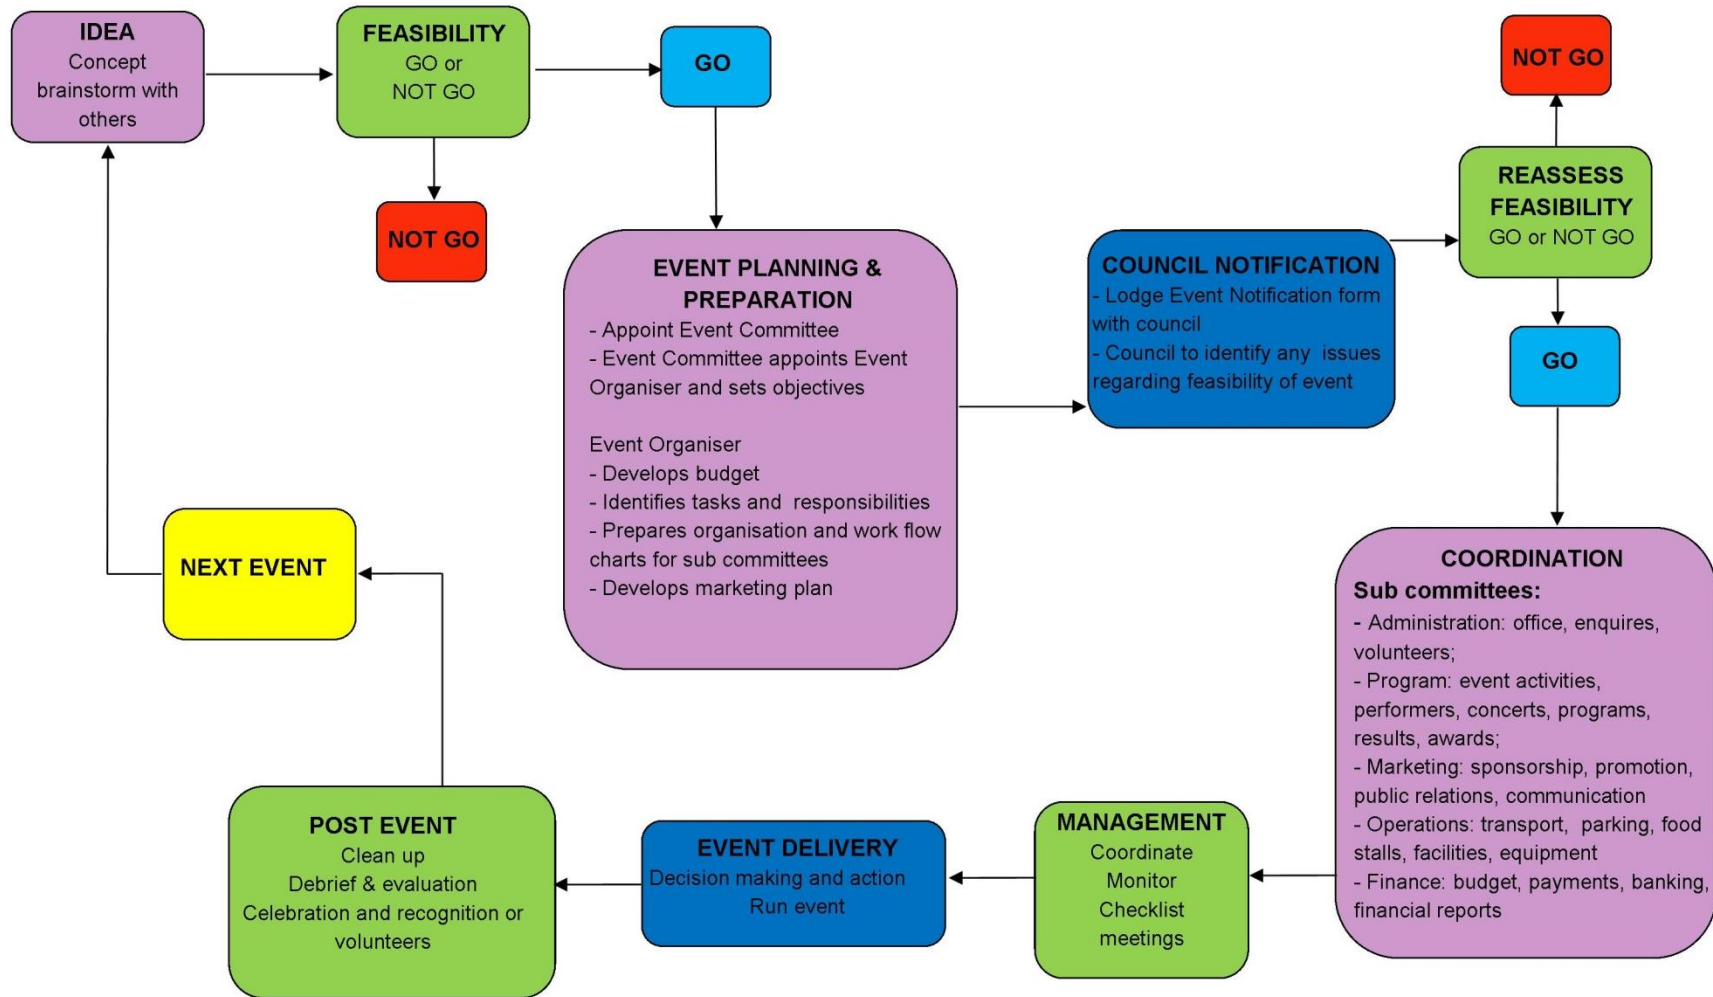 IDEA
Concept
brainstorm with
others
FEASIBILITY
GO or
NOT GO
GO
NOT GO
NOT GO
REASSESS
FEASIBILITY
GO or NOT GO
GO
EVENT PLANNING &
PREPARATION
- Appoint Event Committee
- Event Committee appoints Event
Organiser and sets objectives
Event Organiser
- Develops budget
- Identifies tasks and responsibilities
- Prepares organisation and work flow
charts for sub committees
- Develops marketing plan
COUNCIL NOTIFICATION
- Lodge Event Notification form
with council
- Council to identify any issues
regarding feasibility of event
COORDINATION
Sub committees:
- Administration: office, enquires,
volunteers;
- Program: event activities,
performers, concerts, programs,
results, awards;
- Marketing: sponsorship, promotion,
public relations, communication
- Operations: transport, parking, food
stalls, facilities, equipment
- Finance: budget, payments, banking,
financial reports
MANAGEMENT
Coordinate
Monitor
Checklist
meetings
EVENT DELIVERY
Decision making and action
Run event
POST EVENT
Clean up
Debrief & evaluation
Celebration and recognition or
volunteers
NEXT EVENT